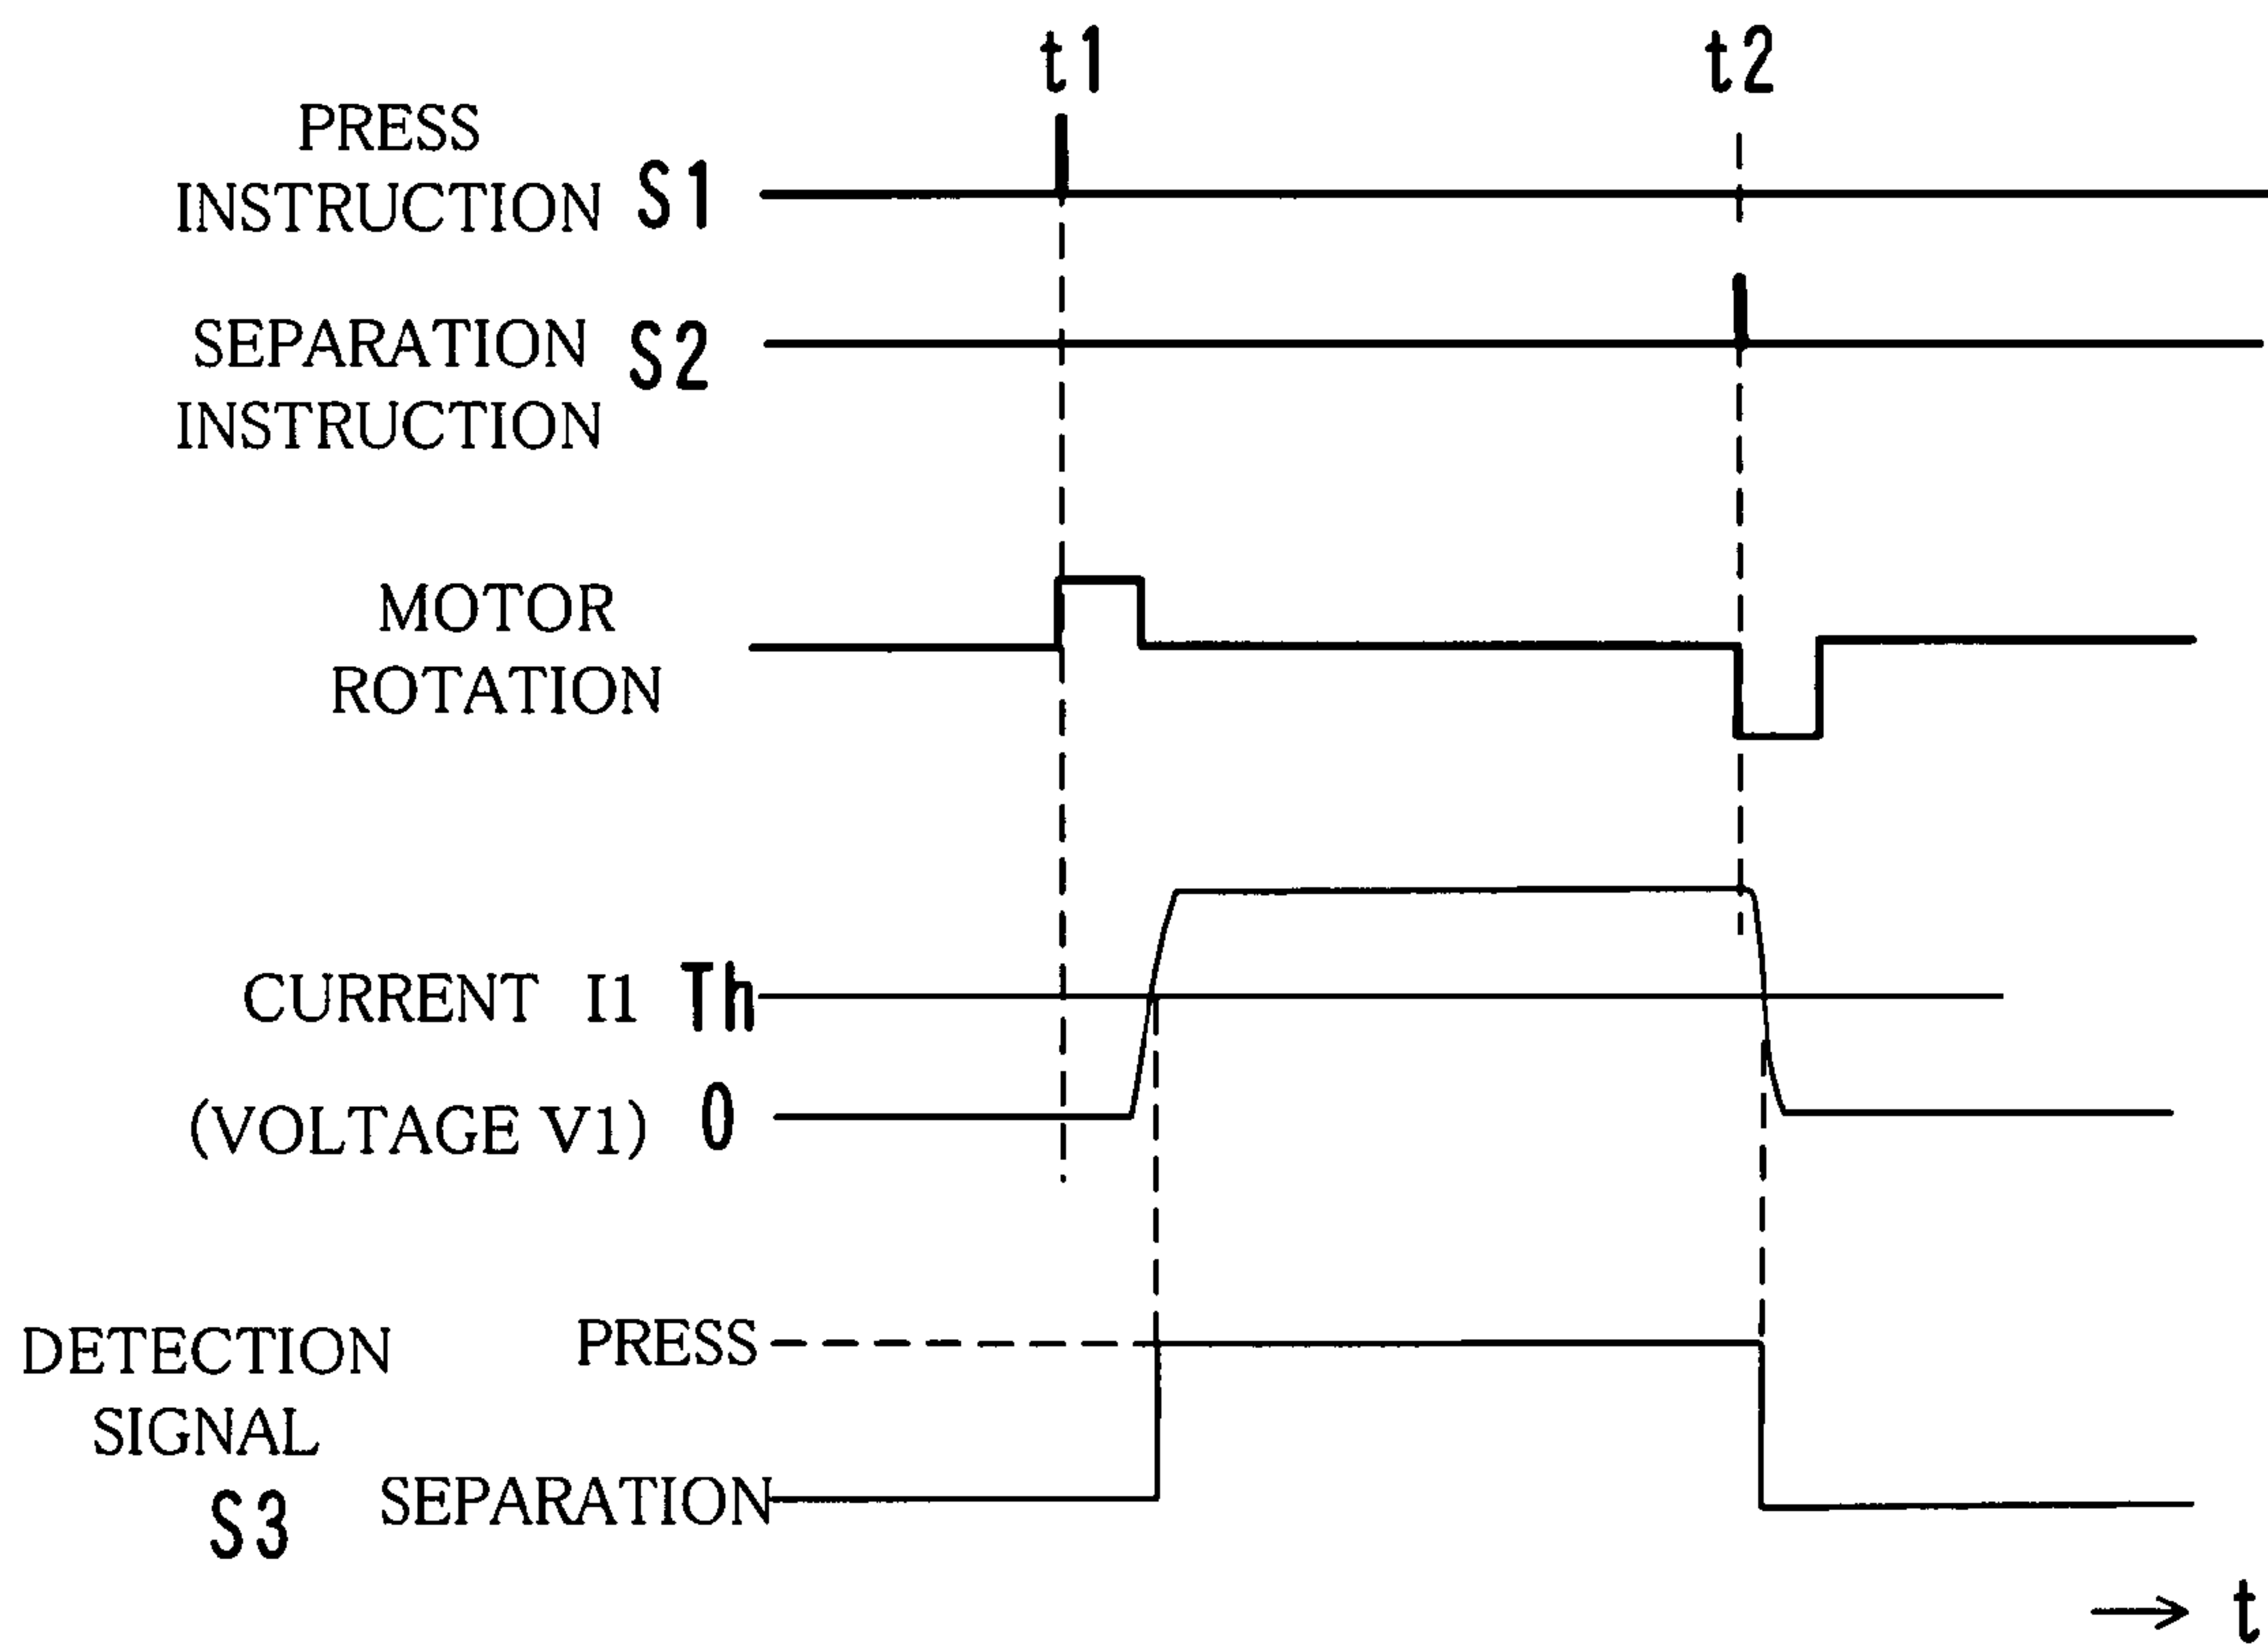 t1 t2
PRESS
INSTRUCTION S1
SEPARATION S2
INSTRUCTION
MOTOR
ROTATION
CURRENT I1 Th
(VOLTAGE V1) 0
DETECTION PRESS
SIGNAL
SEPARATION
S3
t